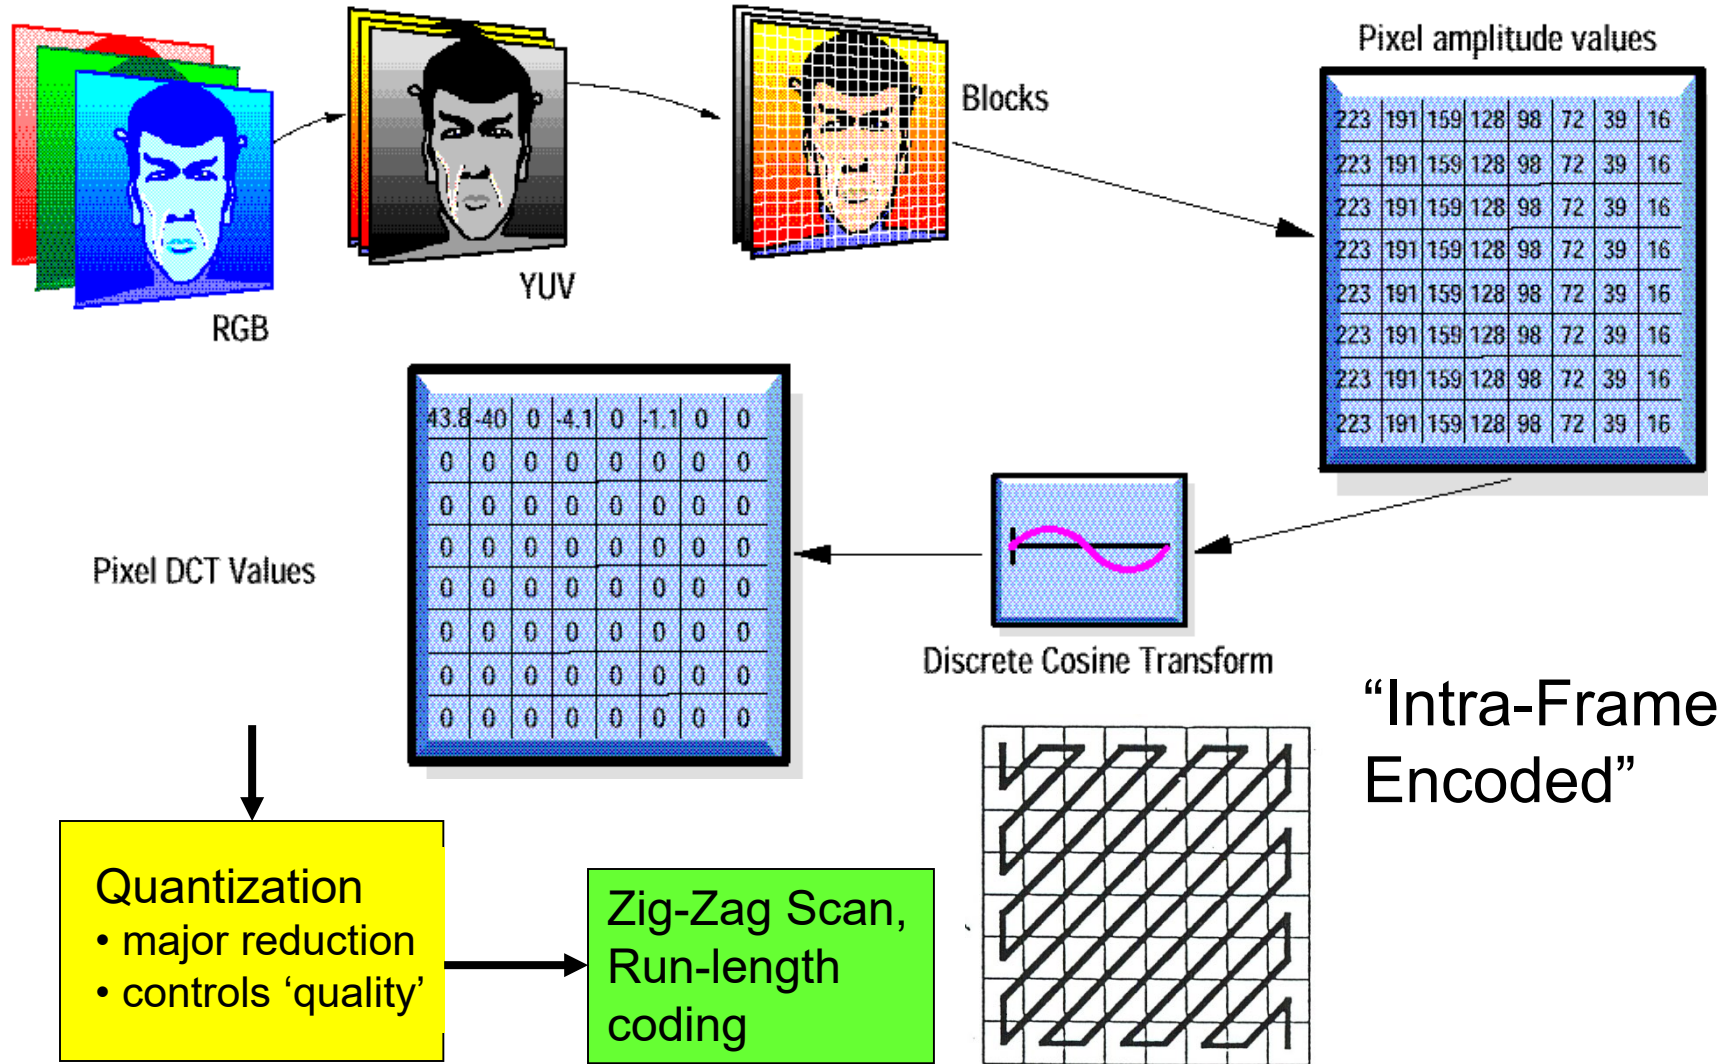 RGB
YUV
Blocks
Pixel amplitude values
223 191 159 128 98 72 39 16
223 191 159 128 98 72 39 16
223 191 159 128 98 72 39 16
223 191 159 128 98 72 39 16
223 191 159 128 98 72 39 16
223 191 159 128 98 72 39 16
223 191 159 128 98 72 39 16
223 191 159 128 98 72 39 16
Discrete Cosine Transform
Pixel DCT Values
43.8 -40 0 -4.1 0 -1.1 0 0
0 0 0 0 0 0 0 0
0 0 0 0 0 0 0 0
0 0 0 0 0 0 0 0
0 0 0 0 0 0 0 0
0 0 0 0 0 0 0 0
0 0 0 0 0 0 0 0
0 0 0 0 0 0 0 0
“Intra-Frame
Encoded”
Quantization
• major reduction
• controls ‘quality’
Zig-Zag Scan,
Run-length
coding